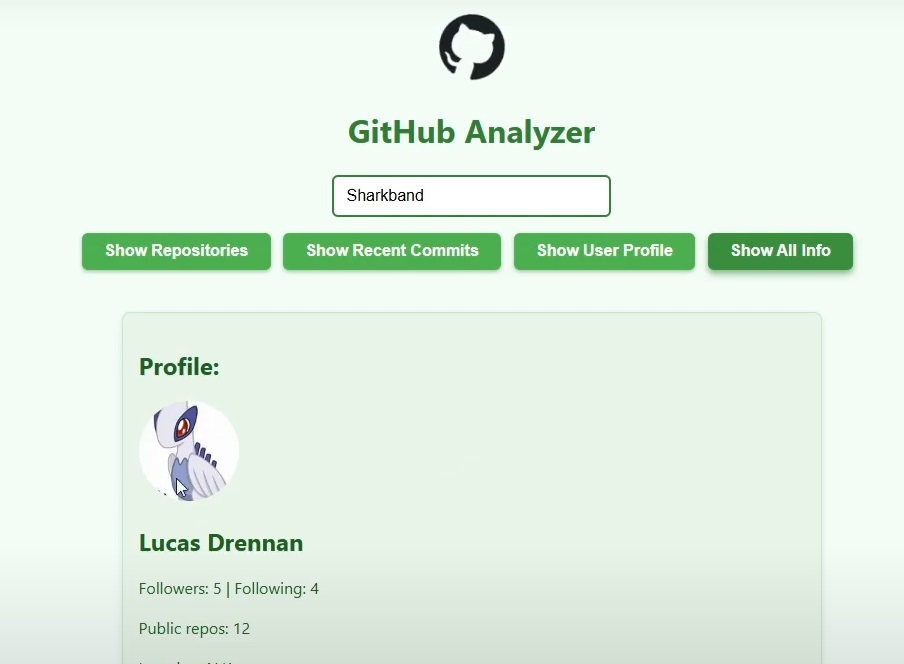 GitHub Analyzer
Sharkband
Show Repositories
Show Recent Commits
Show User Profile
Show All Info
Profile:
Lucas Drennan
Followers: 5 | Following: 4
Public repos: 12